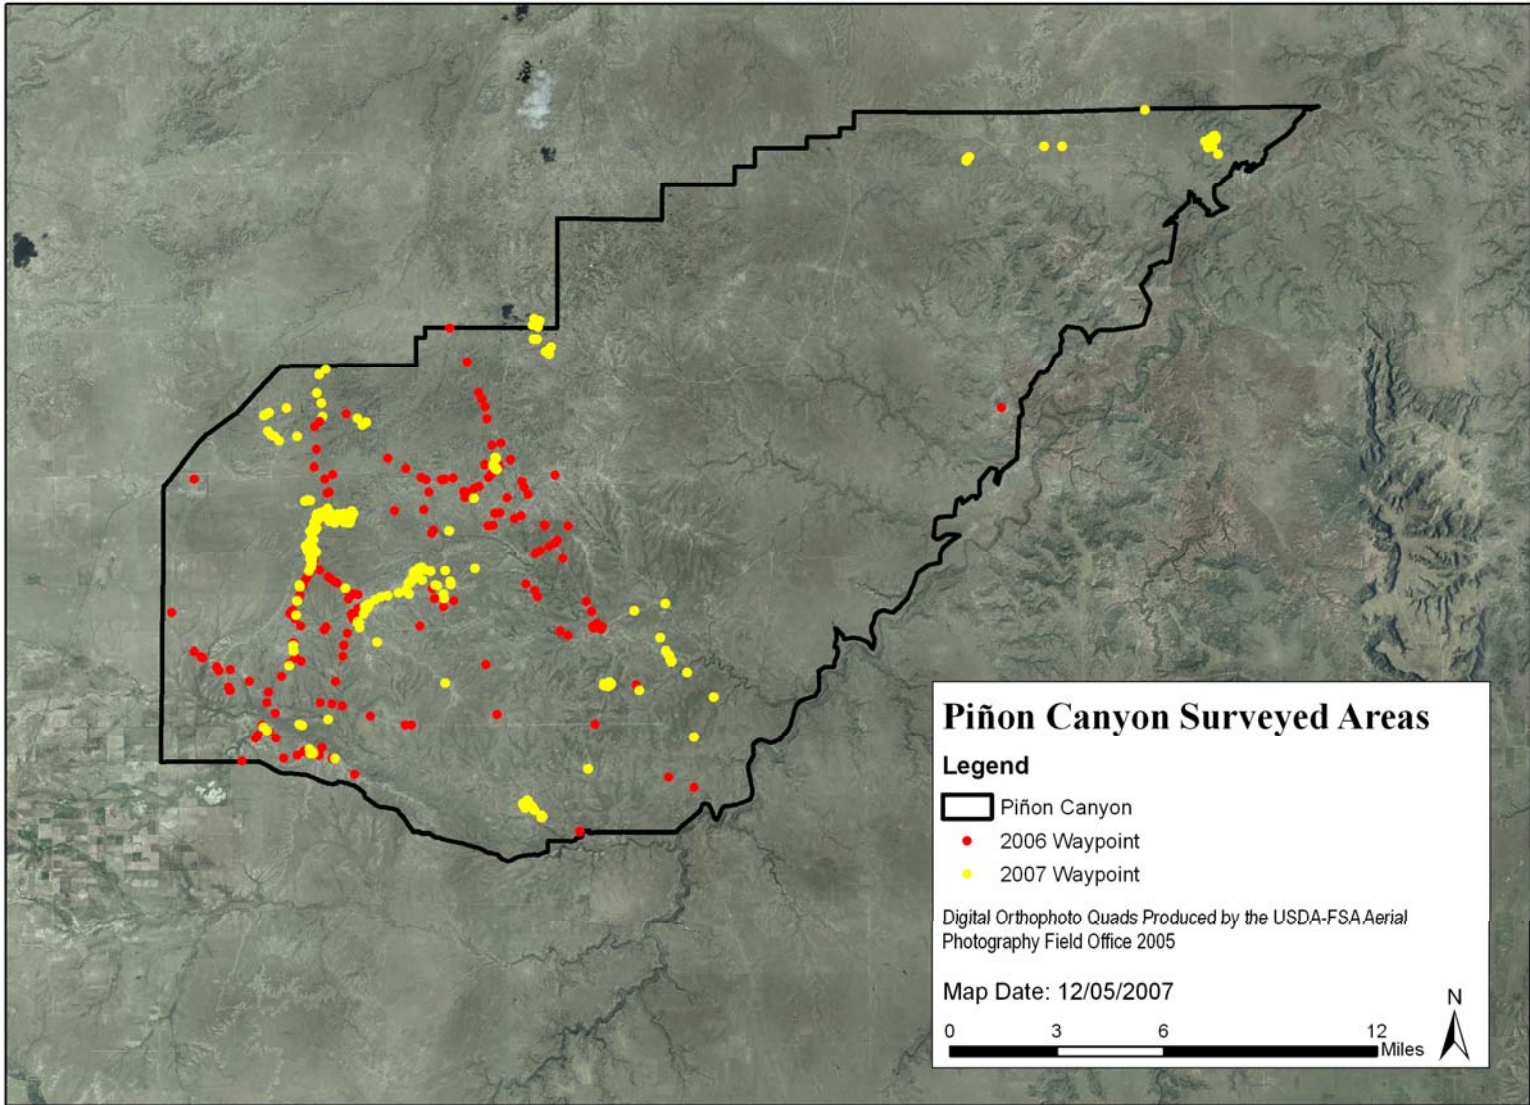 Piñon Canyon Surveyed Areas
Legend
Piñon Canyon
2006 Waypoint
2007 Waypoint
Digital Orthophoto Quads Produced by the USDA-FSA Aerial
Photography Field Office 2005
Map Date: 12/05/2007
N
0 3 6 12
Miles